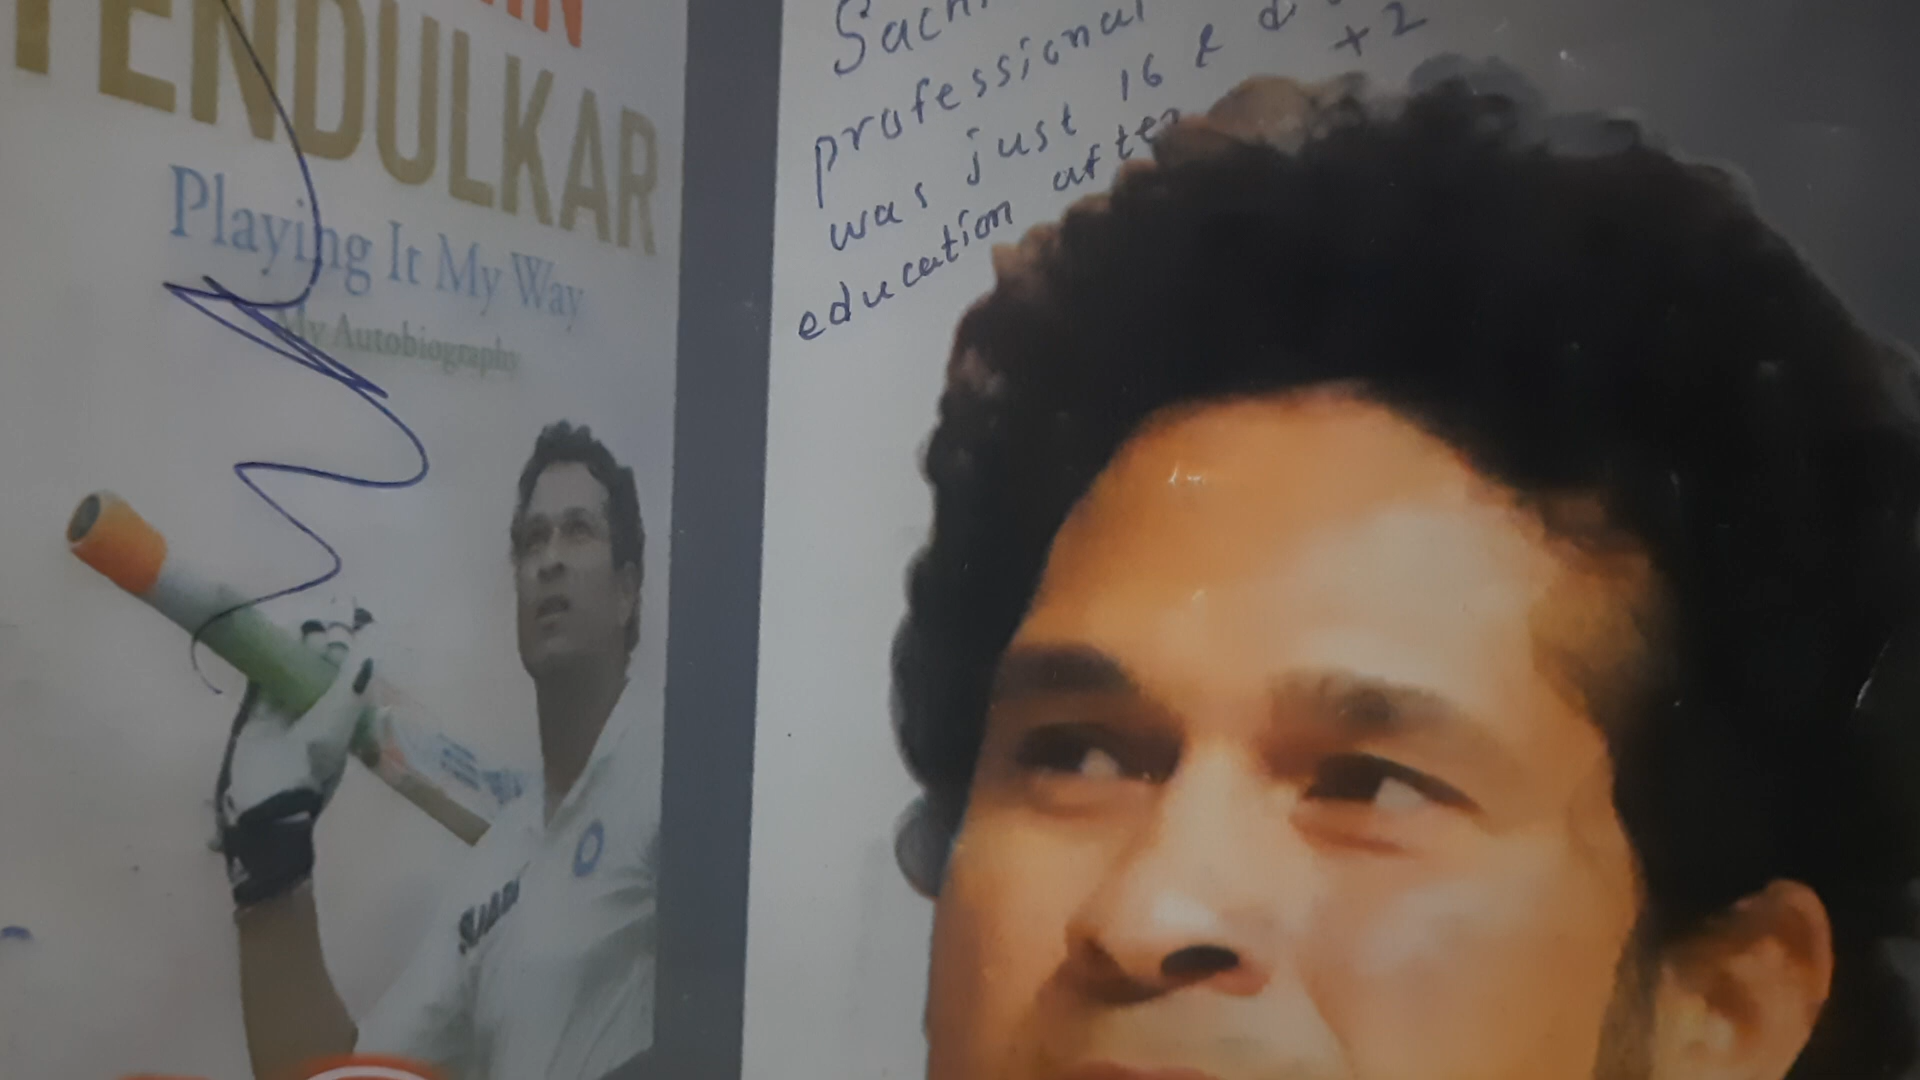 TENDULKAR
Playing It My Way
My Autobiography
professional
was just 16 &
+2
education after